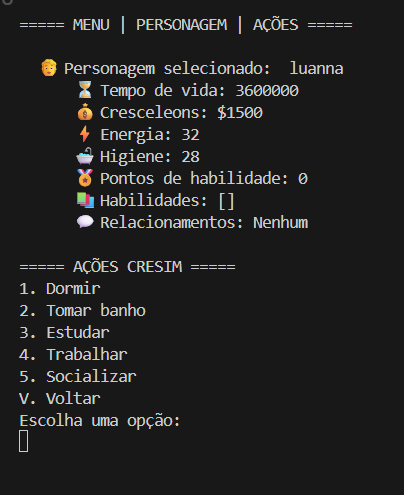 ===== MENU | PERSONAGEM | AÇÕES =====
Personagem selecionado:  luanna
Tempo de vida: 3600000
Cresceleons: $1500
Energia: 32
Higiene: 28
Pontos de habilidade: 0
Habilidades: []
Relacionamentos: Nenhum
===== AÇÕES CRESIM =====
1. Dormir
2. Tomar banho
3. Estudar
4. Trabalhar
5. Socializar
V. Voltar
Escolha uma opção: